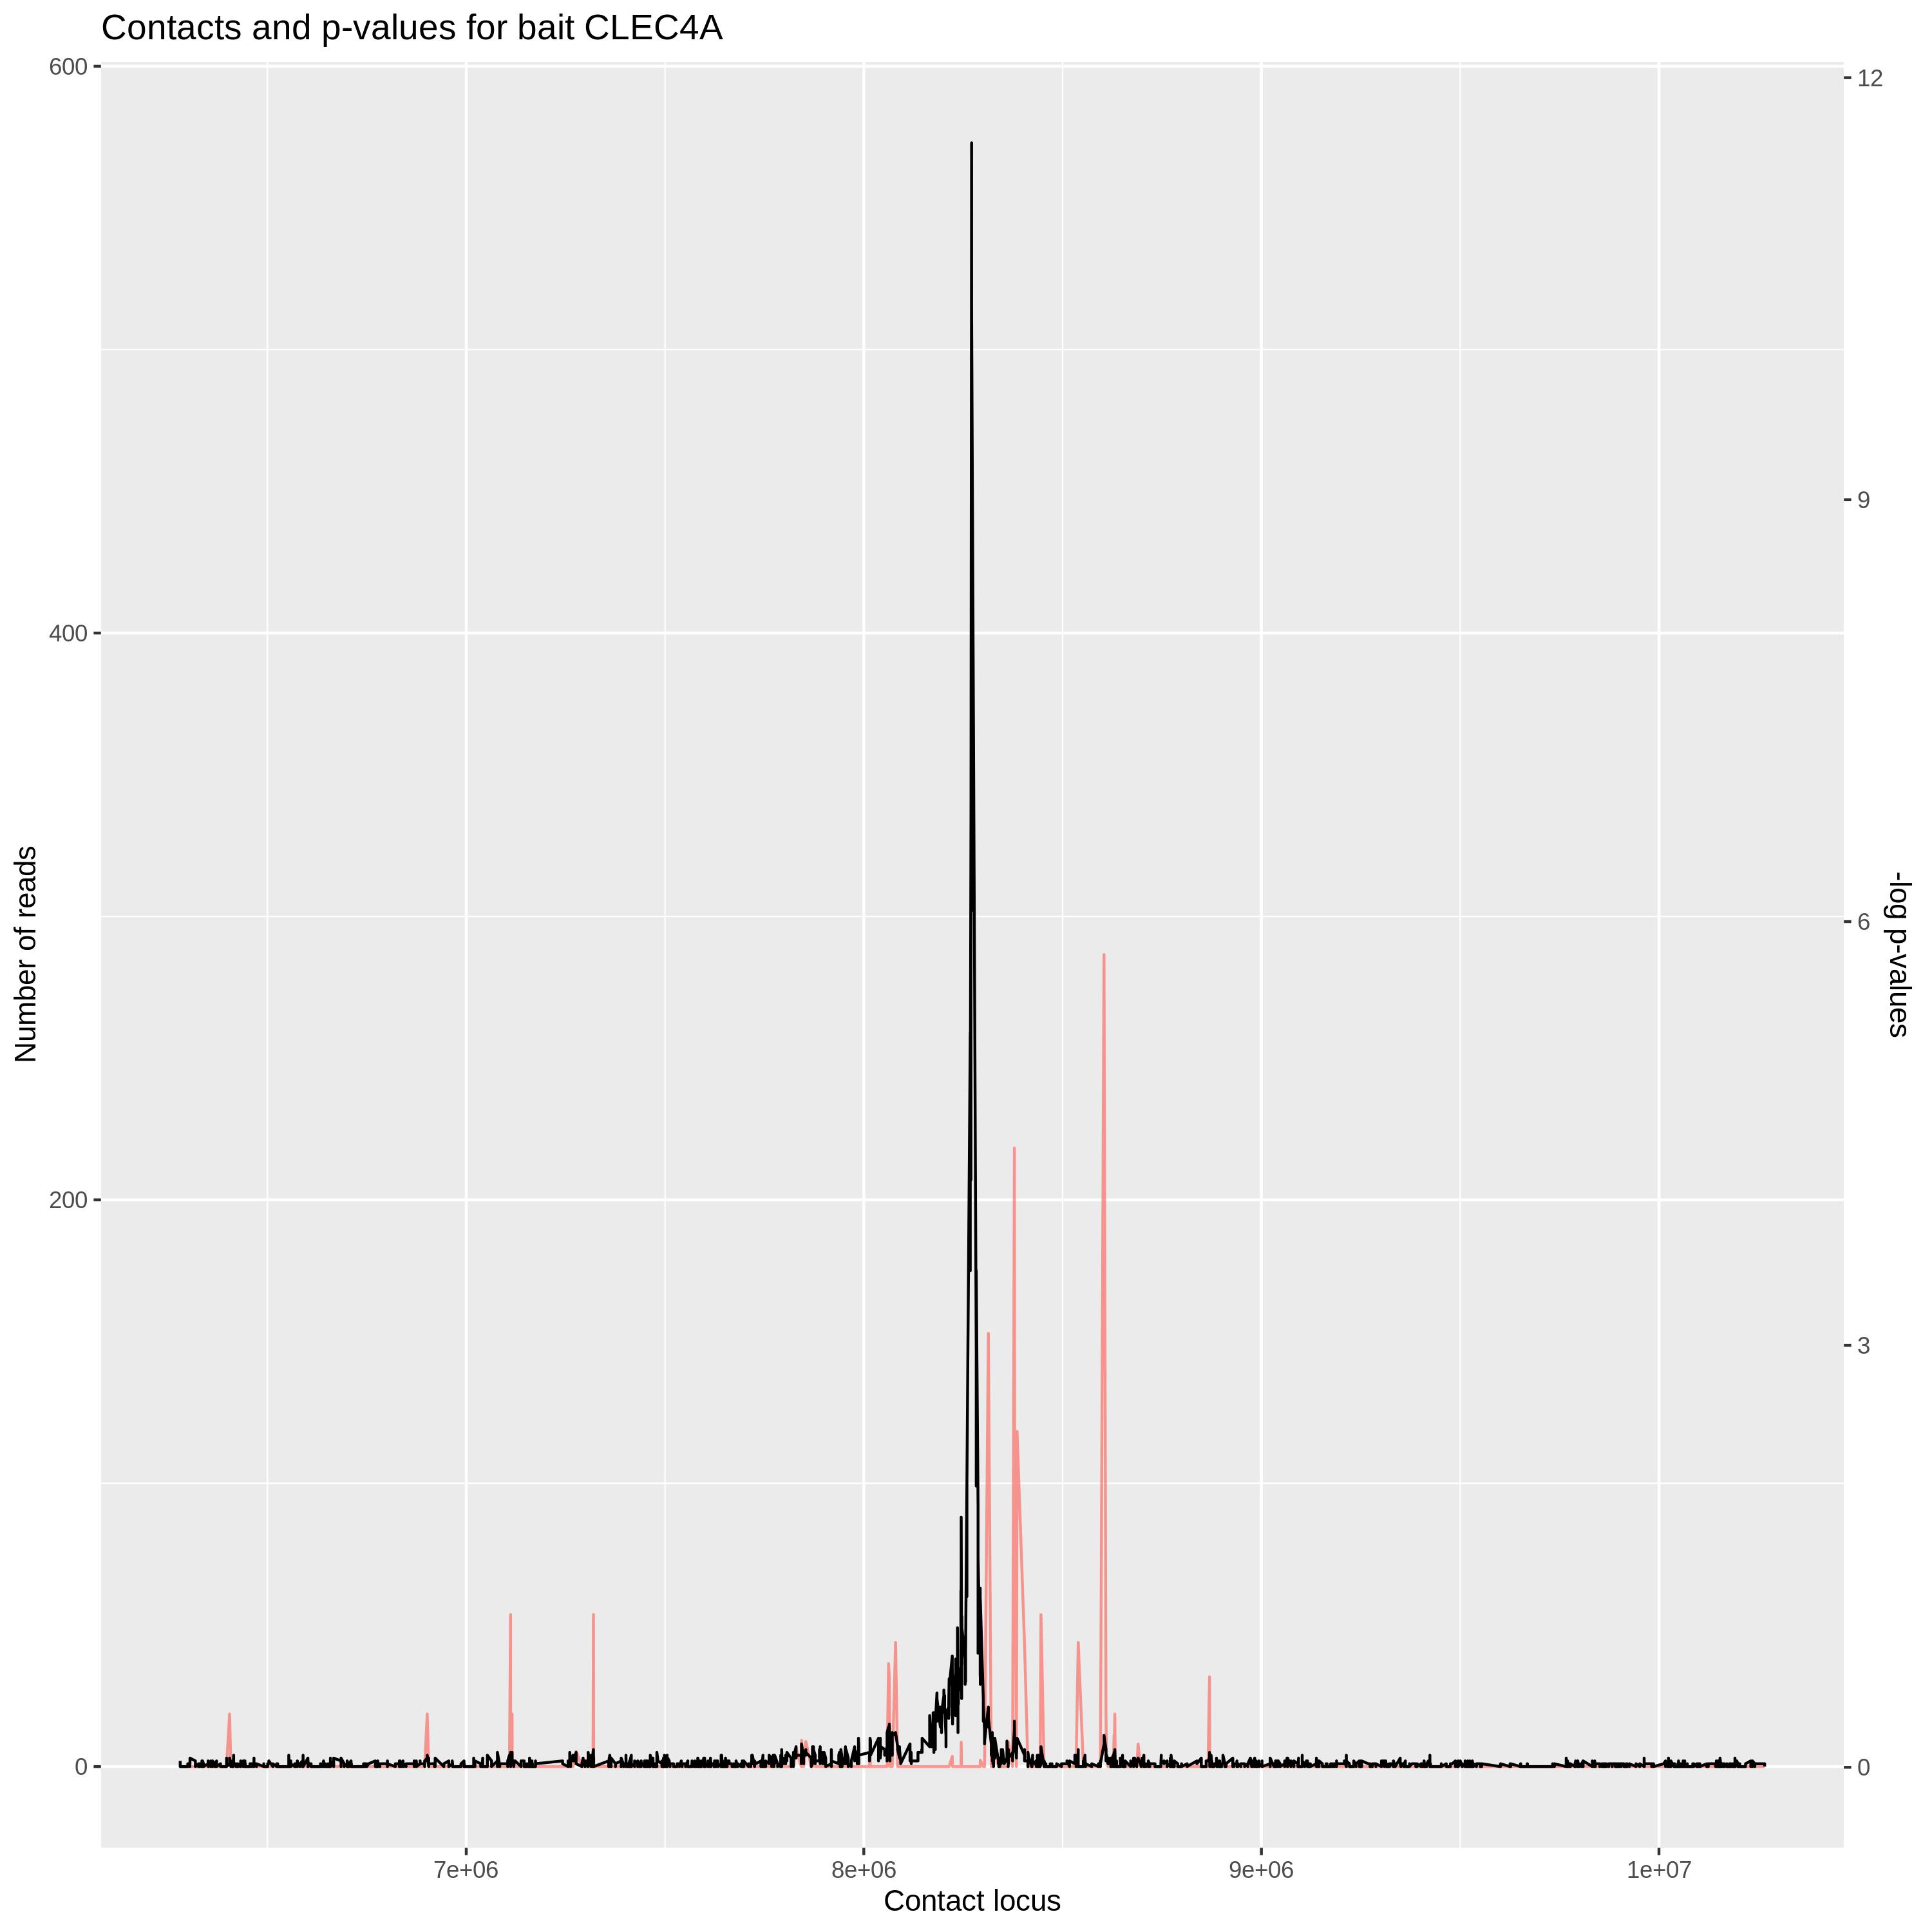 Contacts and p-values for bait CLEC4A
600
400
200
0
Number of reads
12
9
6
3
0
-log p-values
7e+06
8e+06
9e+06
1e+07
Contact locus